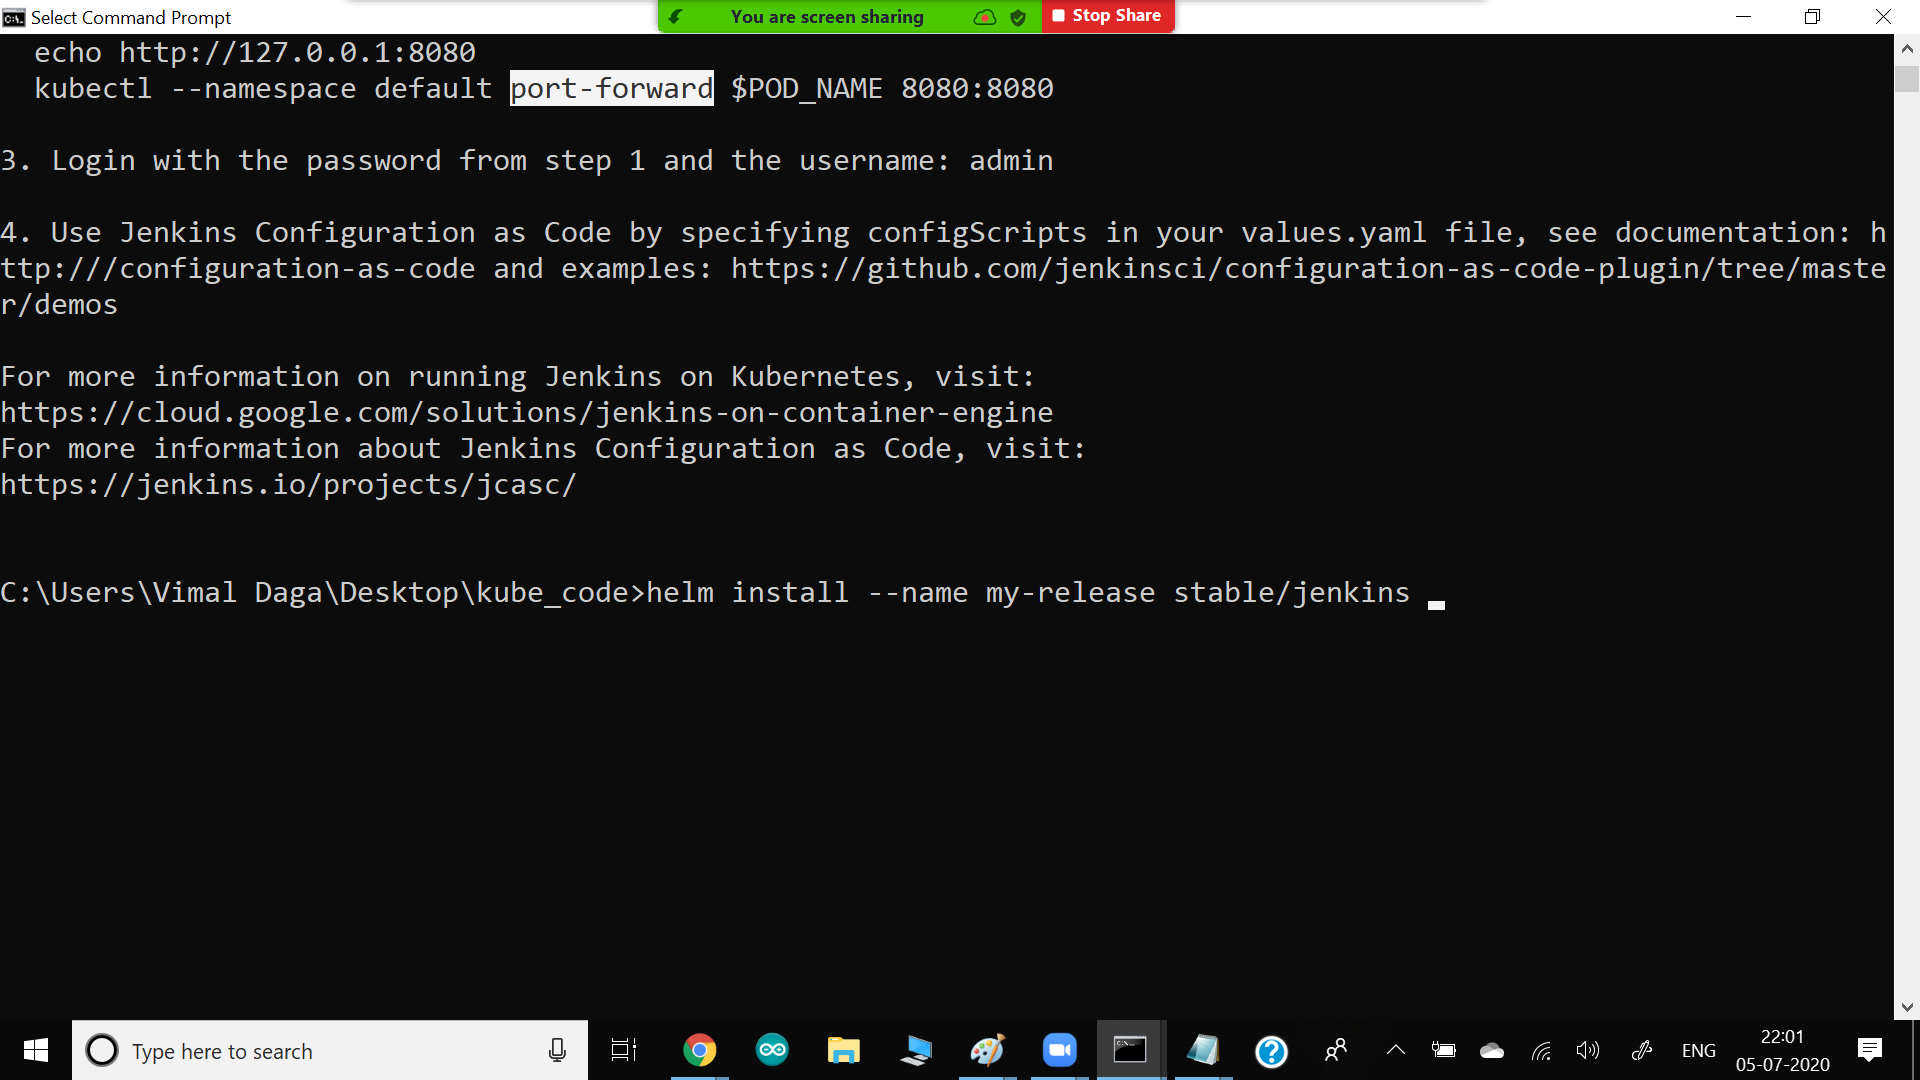 Select Command Prompt
You are screen sharing
Stop Share
echo http://127.0.0.1:8080
kubectl --namespace default port-forward $POD_NAME 8080:8080
3. Login with the password from step 1 and the username: admin
4. Use Jenkins Configuration as Code by specifying configScripts in your values.yaml file, see documentation: h
ttp:///configuration-as-code and examples: https://github.com/jenkinsci/configuration-as-code-plugin/tree/maste
r/demos
For more information on running Jenkins on Kubernetes, visit:
https://cloud.google.com/solutions/jenkins-on-container-engine
For more information about Jenkins Configuration as Code, visit:
https://jenkins.io/projects/jcasc/
C:\Users\Vimal Daga\Desktop\kube_code>helm install --name my-release stable/jenkins
Type here to search
ENG
22:01
05-07-2020